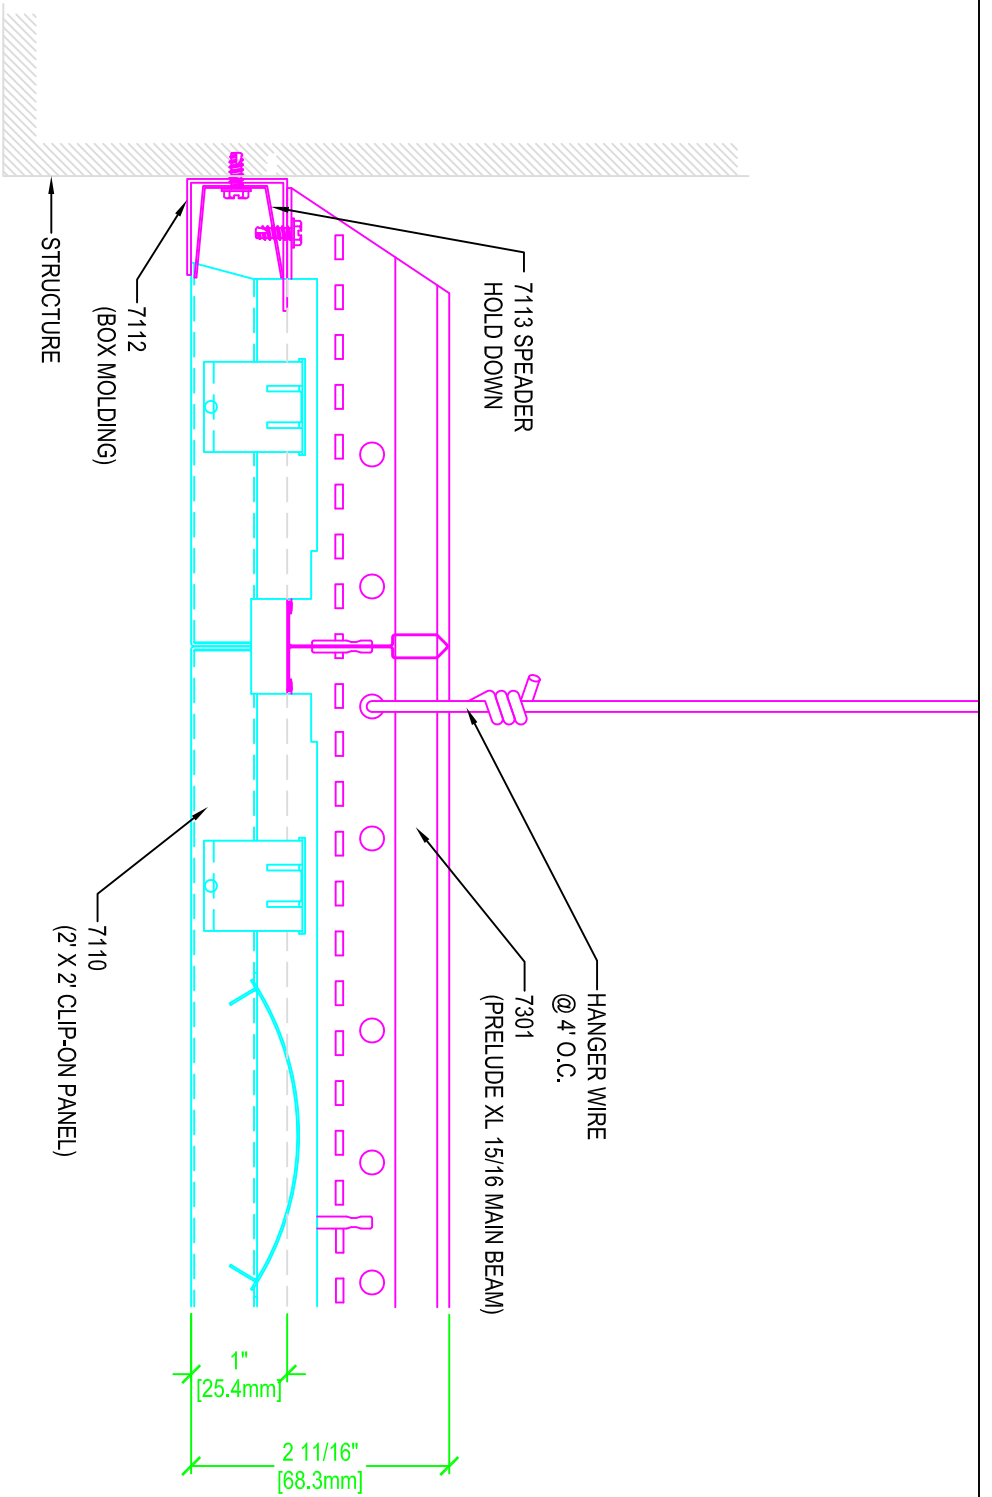 HANGER WIRE
@ 4' O.C.
7301
(PRELUDE XL 15/16 MAIN BEAM)
7113 SPEADER
HOLD DOWN
7112
(BOX MOLDING)
STRUCTURE
7110
(2' X 2' CLIP-ON PANEL)
1"
[25.4mm]
2 11/16"
[68.3mm]